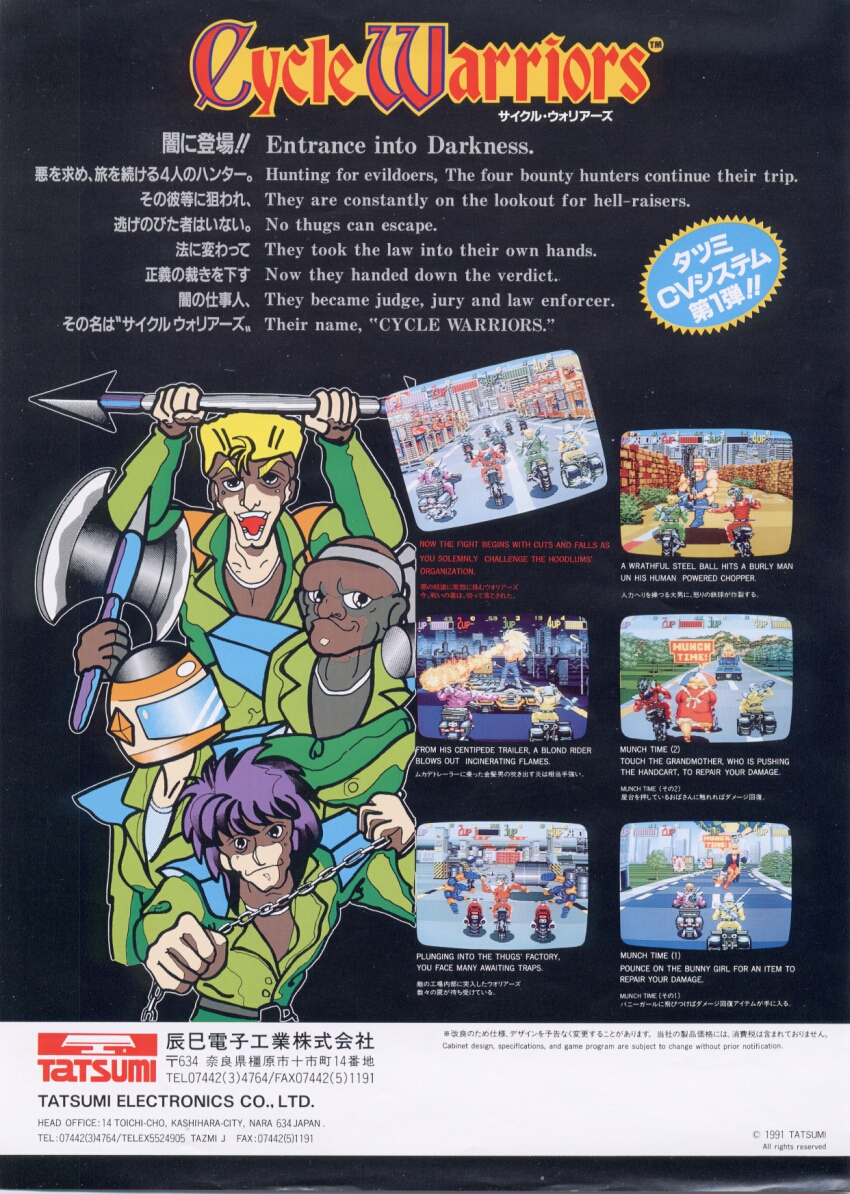 Cycle Warriors™
サイクル・ウォリアーズ
闇に登場!! Entrance into Darkness.
悪を求め、旅を続ける4人のハンター。 Hunting for evildoers, The four bounty hunters continue their trip.
その彼等に狙われ、 They are constantly on the lookout for hell-raisers.
逃げのびた者はいない。 No thugs can escape.
法に変わって They took the law into their own hands.
正義の裁きを下す Now they handed down the verdict.
闇の仕事人、 They became judge, jury and law enforcer.
その名は"サイクル ウォリアーズ" Their name, "CYCLE WARRIORS."
タツミ
CVシステム
第1弾!!
NOW THE FIGHT BEGINS WITH CUTS AND FALLS AS
YOU SOLEMNLY CHALLENGE THE HOODLUMS'
ORGANIZATION.
悪の組織に敢然に挑むウオリアーズ
今、戦いの幕は、切って落とされた。
A WRATHFUL STEEL BALL HITS A BURLY MAN
UN HIS HUMAN POWERED CHOPPER.
人力ヘリを操つる大男に、怒りの鉄球が炸裂する。
MUNCH
TIME!
FROM HIS CENTIPEDE TRAILER, A BLOND RIDER
BLOWS OUT INCINERATING FLAMES.
ムカデトレーラーに乗った金髪男の吹き出す炎は相当手強い。
MUNCH TIME (2)
TOUCH THE GRANDMOTHER, WHO IS PUSHING
THE HANDCART, TO REPAIR YOUR DAMAGE.
MUNCH TIME (その2)
屋台を押しているおばさんに触れればダメージ回復。
MUNCH
TIME!
PLUNGING INTO THE THUGS' FACTORY,
YOU FACE MANY AWAITING TRAPS.
敵の工場内部に突入したウオリアーズ
数々の罠が待ち受けている。
MUNCH TIME (1)
POUNCE ON THE BUNNY GIRL FOR AN ITEM TO
REPAIR YOUR DAMAGE.
MUNCH TIME (その1)
バニーガールに飛びつけばダメージ回復アイテムが手に入る。
TATSUMI
辰巳電子工業株式会社
〒634 奈良県橿原市十市町14番地
TEL07442(3)4764/FAX07442(5)1191
TATSUMI ELECTRONICS CO., LTD.
HEAD OFFICE:14 TOICHI-CHO, KASHIHARA-CITY, NARA 634 JAPAN.
TEL:07442(3)4764/TELEX5524905 TAZMI J FAX:07442(5)1191
※改良のため仕様、デザインを予告なく変更することがあります。 当社の製品価格には、消費税は含まれておりません。
Cabinet design, specifications, and game program are subject to change without prior notification.
© 1991 TATSUMI
All rights reserved